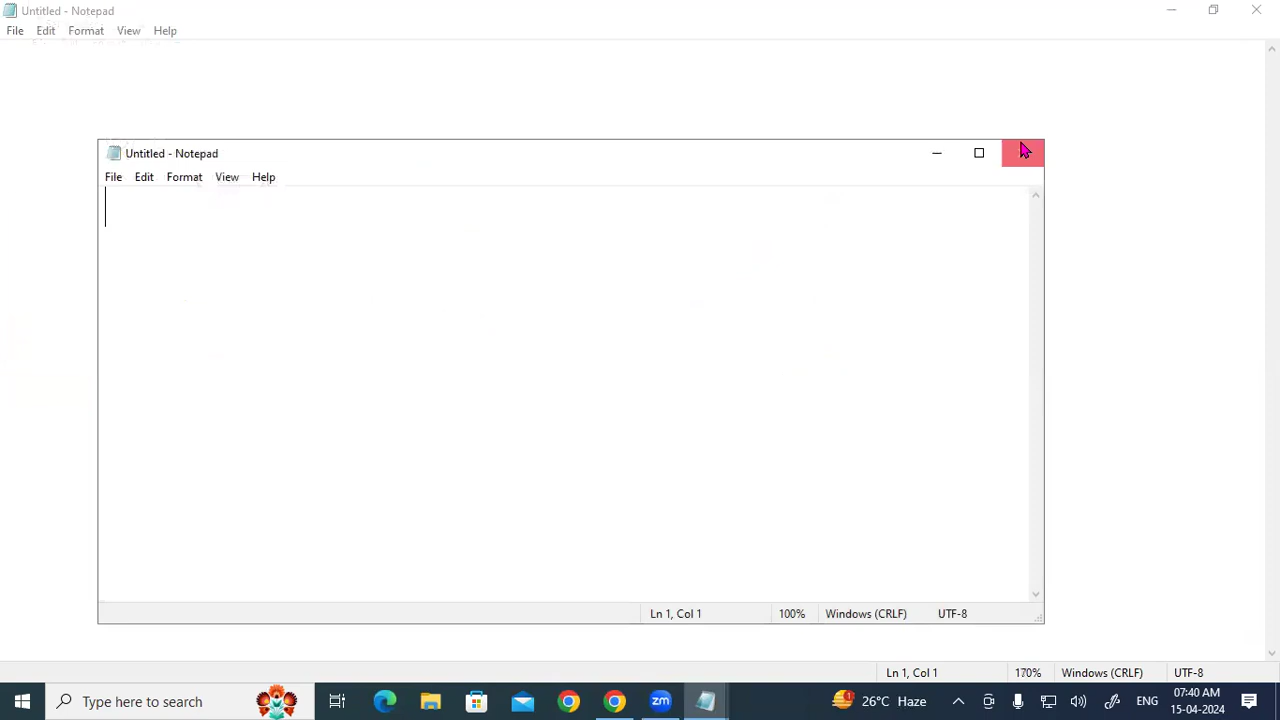 Untitled - Notepad
File Edit Format View Help
Untitled - Notepad
File Edit Format View Help
Ln 1, Col 1 100% Windows (CRLF) UTF-8
Ln 1, Col 1 170% Windows (CRLF) UTF-8
Type here to search zm 1 26°C Haze ENG 07:40 AM
15-04-2024